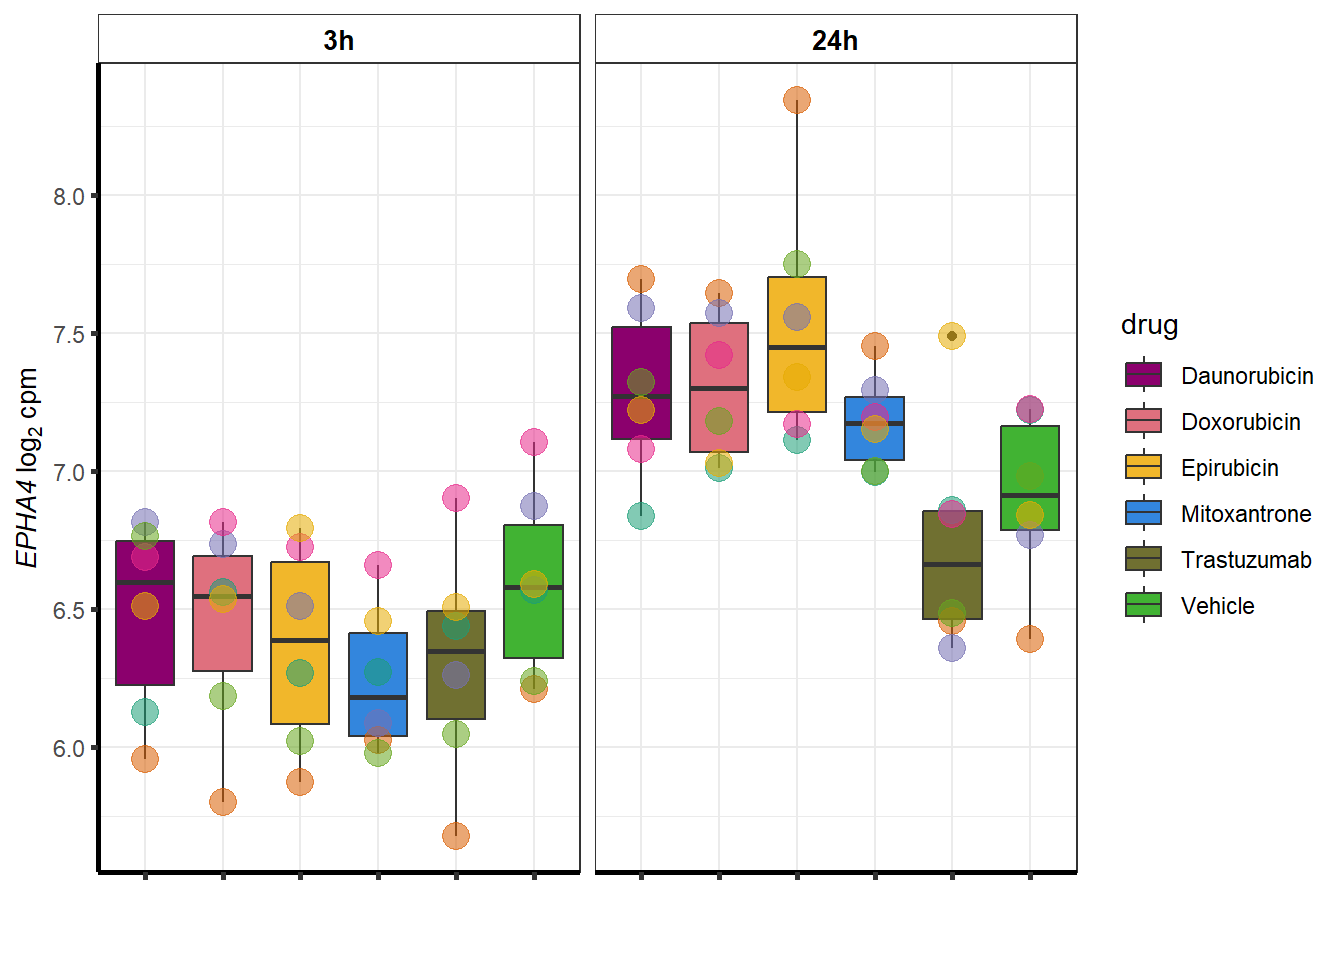 3h
24h
8.0
7.5
7.0
6.5
6.0
EPHA4 log₂ cpm
drug
Daunorubicin
Doxorubicin
Epirubicin
Mitoxantrone
Trastuzumab
Vehicle